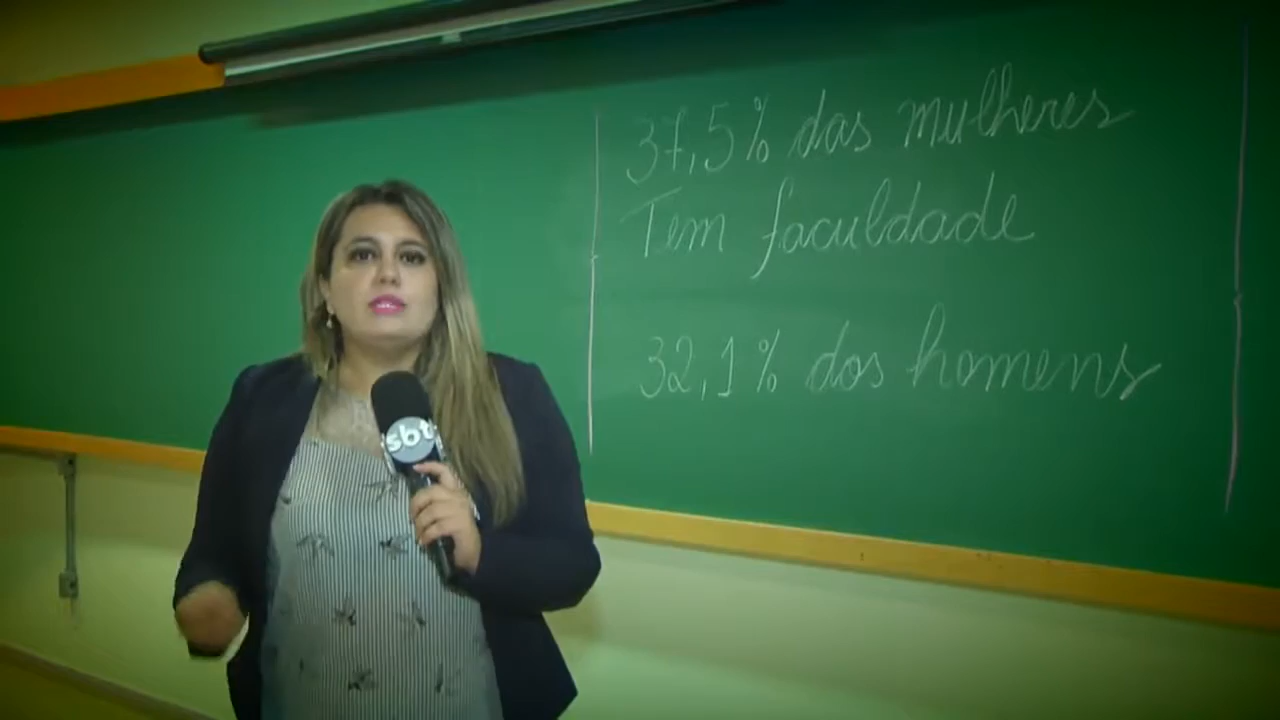 37,5% das mulheres
Tem faculdade
32,1% dos homens
sbt